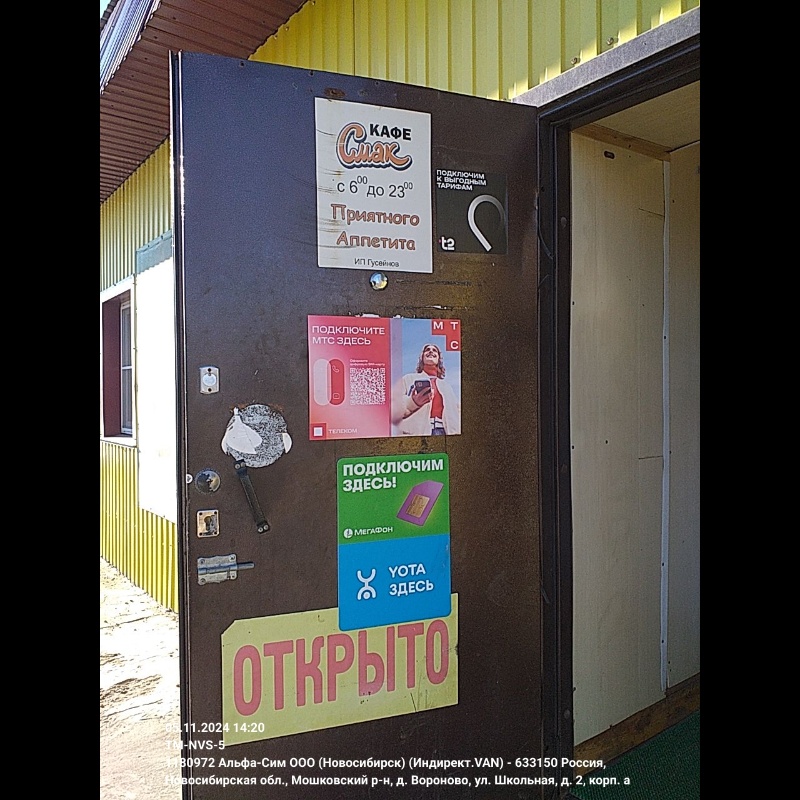 КАФЕ
Смак
с 6⁰⁰ до 23⁰⁰
Приятного
Аппетита
ИП Гусейнов
ПОДКЛЮЧИМ
К ВЫГОДНЫМ
ТАРИФАМ
t2
ПОДКЛЮЧИТЕ
МТС ЗДЕСЬ
М Т
С
ТЕЛЕКОМ
ПОДКЛЮЧИМ
ЗДЕСЬ!
МЕГАФОН
YOTA
ЗДЕСЬ
ОТКРЫТО
.11.2024 14:20
TM-NVS-5
Альфа-Сим ООО (Новосибирск) (Индирект.VAN) - 633150 Россия,
Новосибирская обл., Мошковский р-н, д. Вороново, ул. Школьная, д. 2, корп. а